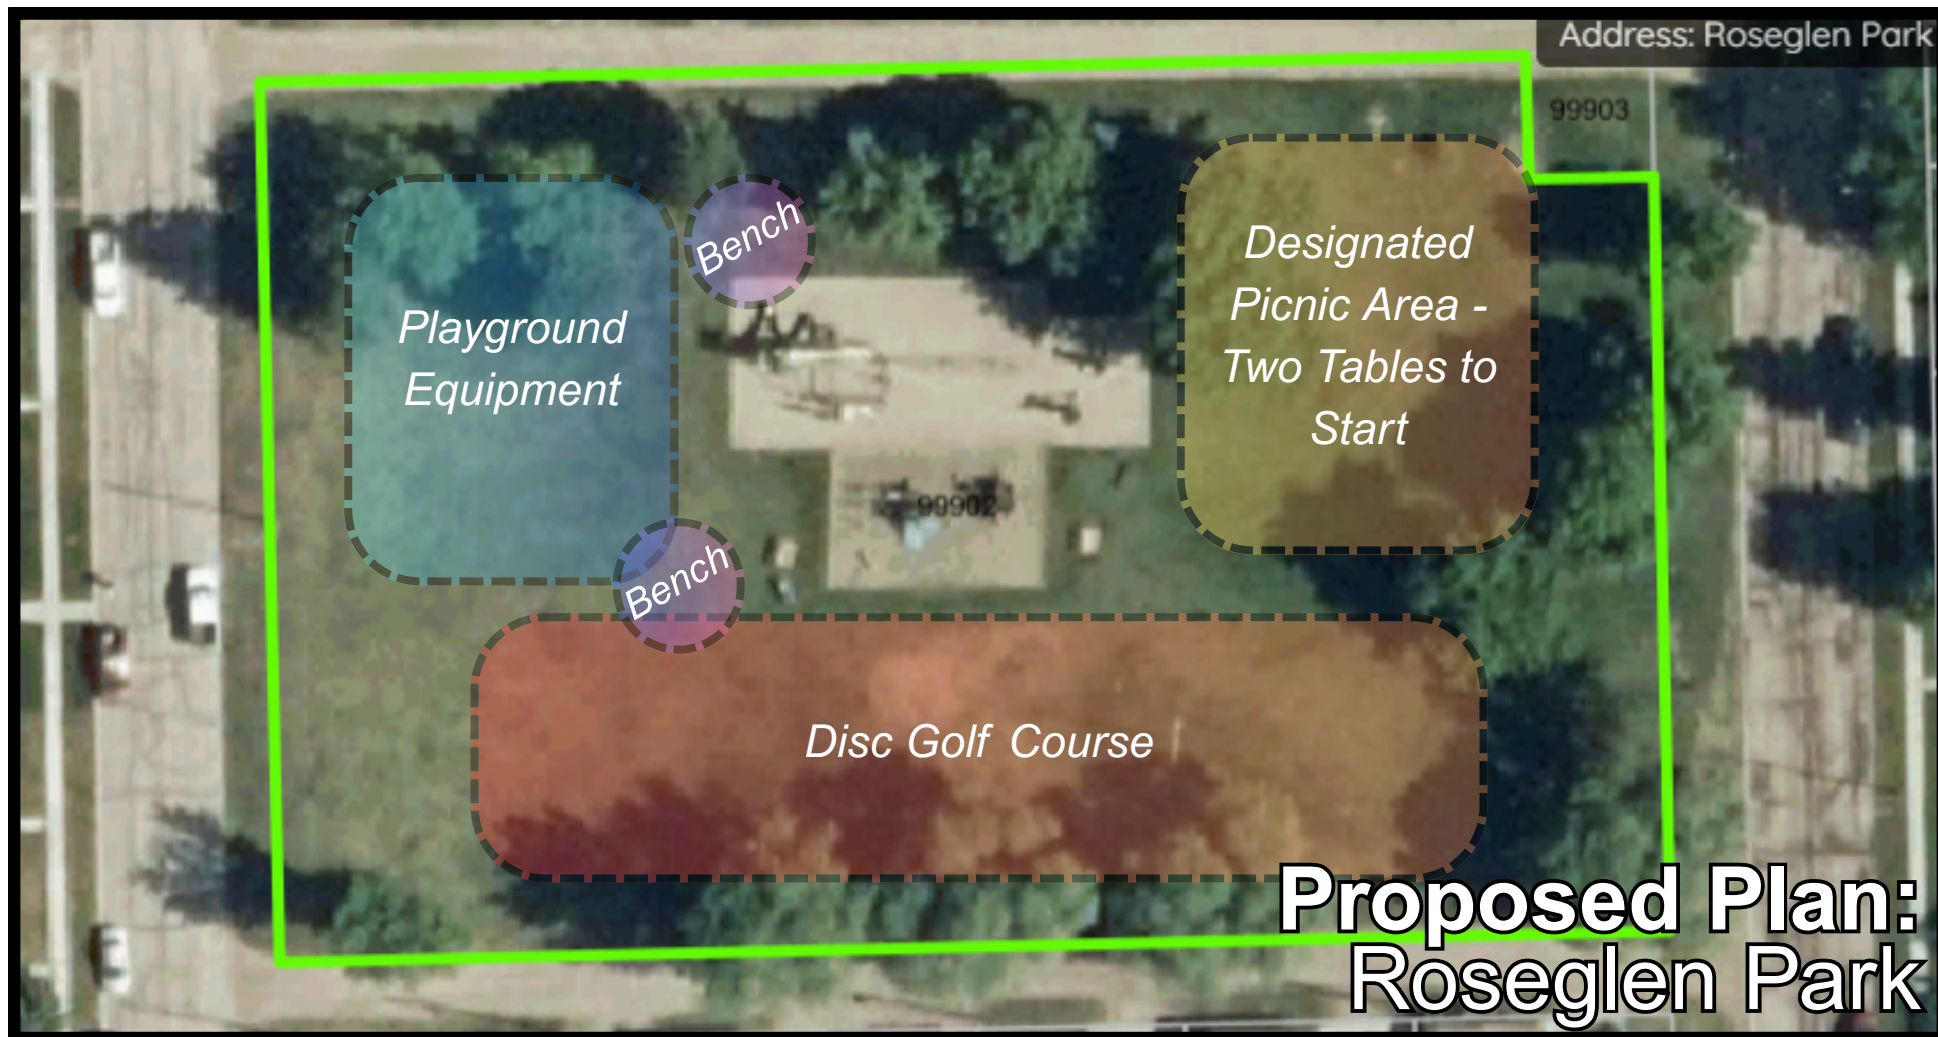 Address: Roseglen Park
99903
Bench
Designated
Picnic Area -
Two Tables to
Start
Playground
Equipment
99902
Bench
Disc Golf Course
Proposed Plan:
Roseglen Park